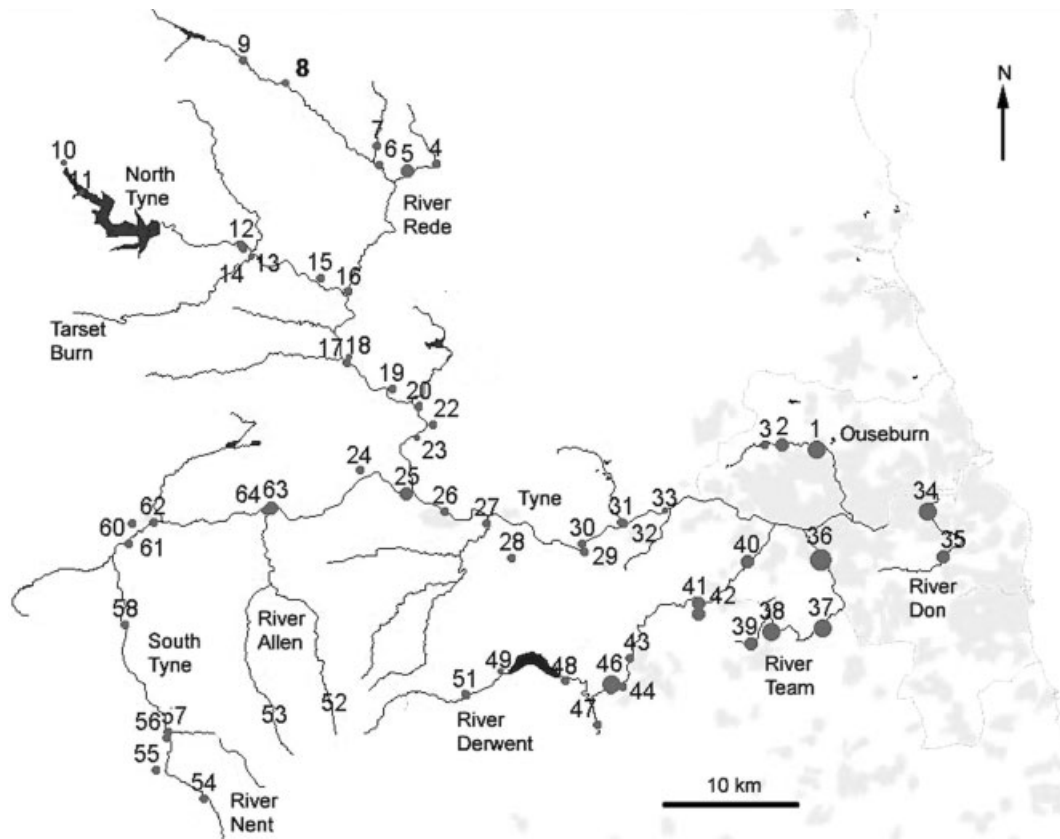 9
8
N
7
6
5
4
10
11
North
Tyne
River
Rede
12
13
14
15
16
Tarset
Burn
17
18
19
20
22
23
3
2
1
Ouseburn
24
25
26
27
Tyne
31
33
32
30
29
28
64
63
62
60
61
34
35
River
Don
36
40
41
42
37
38
39
River
Team
43
46
44
47
48
49
51
River
Derwent
58
South
Tyne
River
Allen
52
53
56
57
55
54
River
Nent
10 km